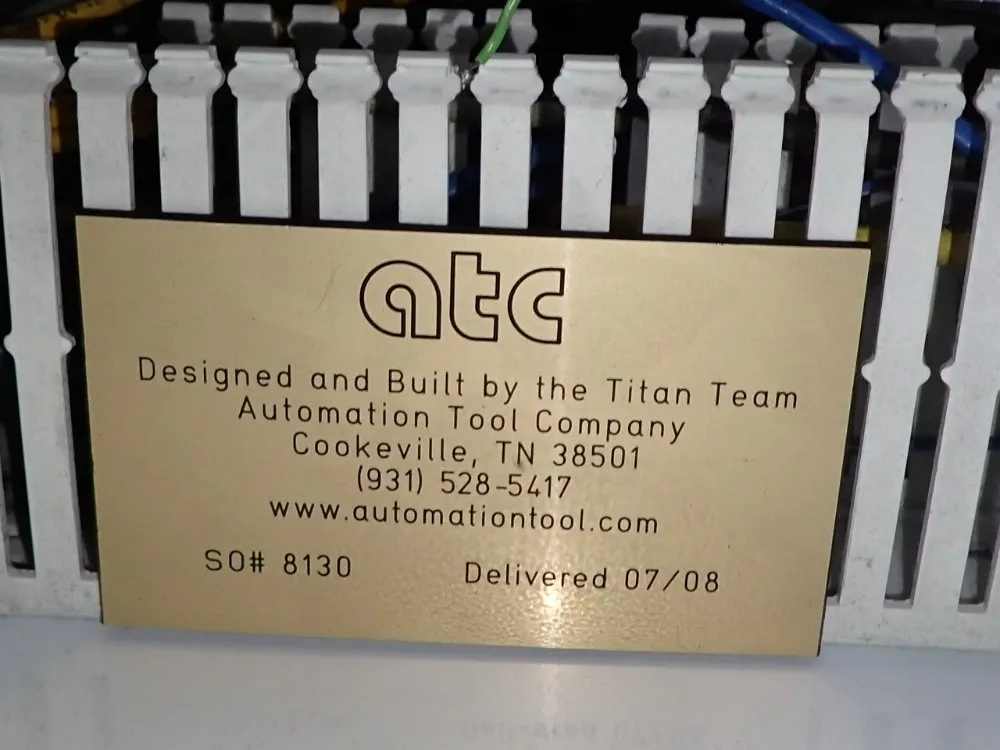 atc
Designed and Built by the Titan Team
Automation Tool Company
Cookeville, TN 38501
(931) 528-5417
www.automationtool.com
SO# 8130 Delivered 07/08